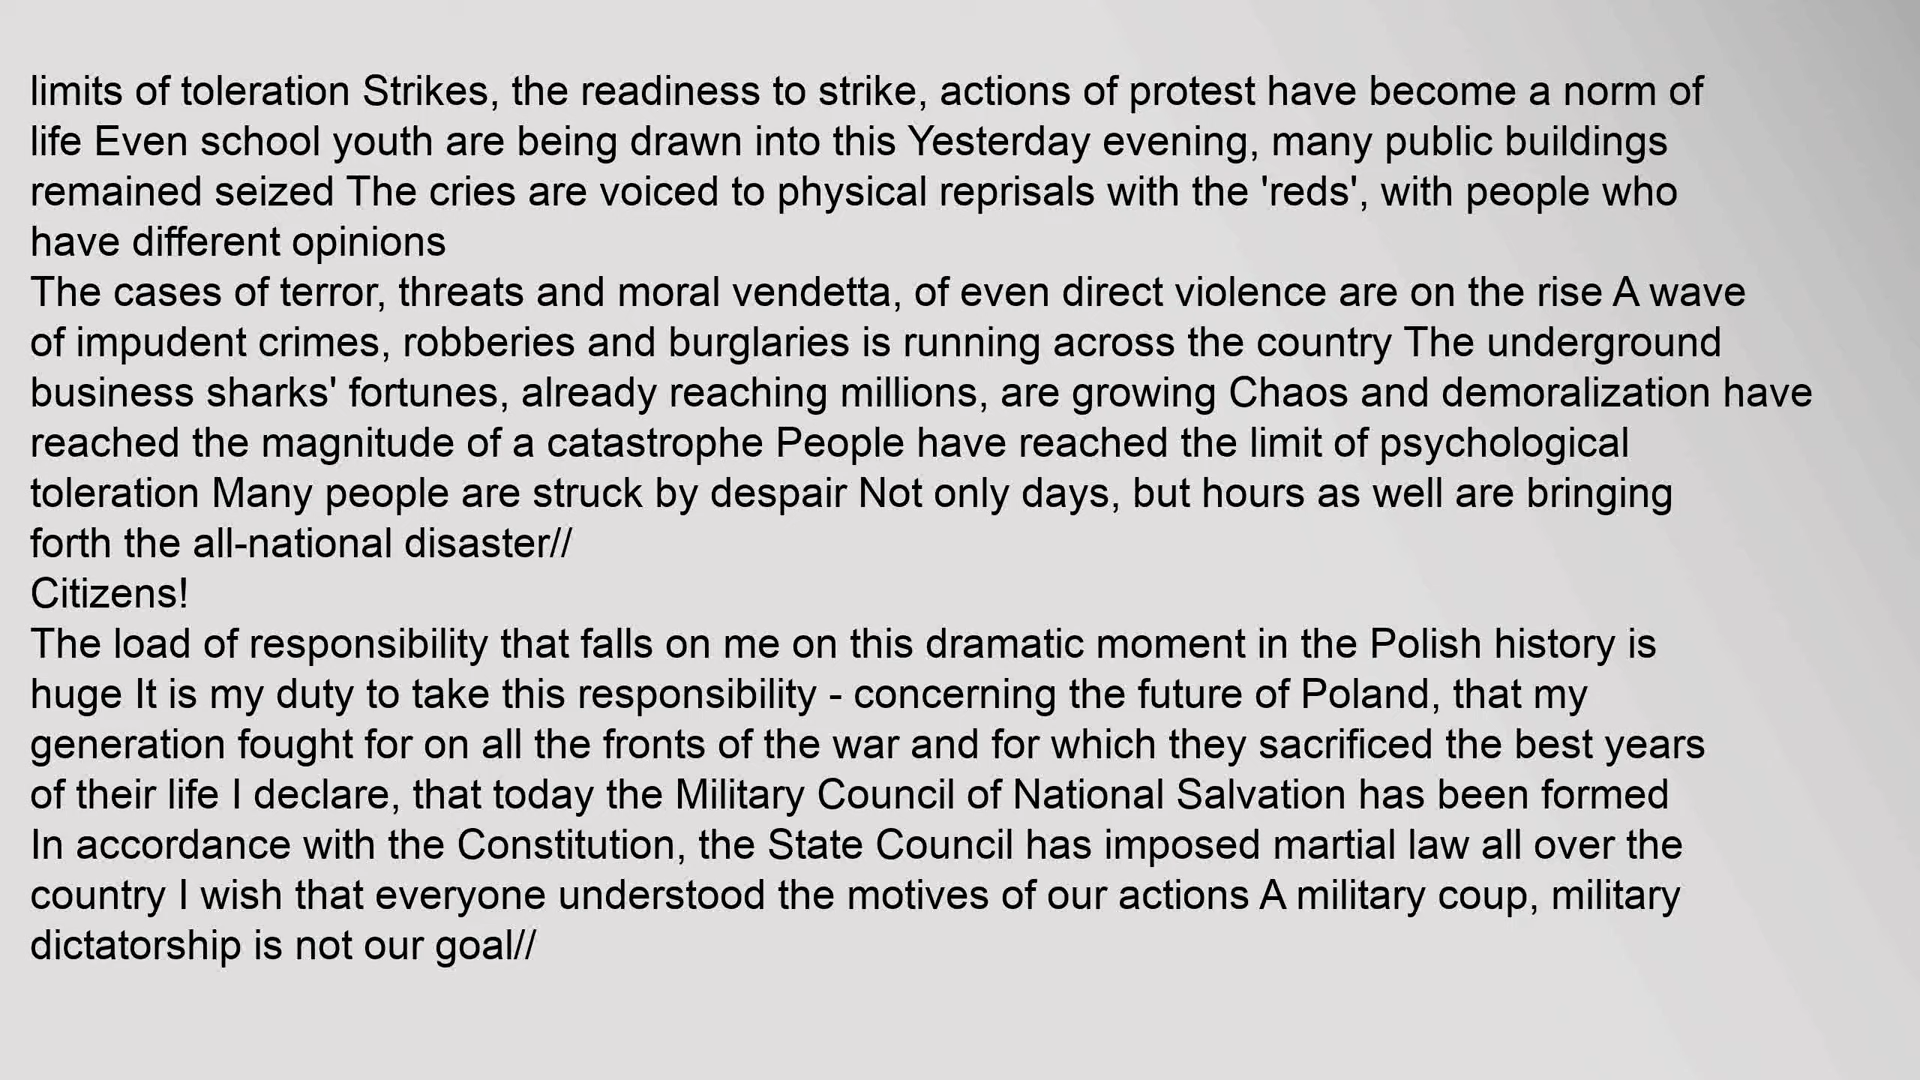 limits of toleration Strikes, the readiness to strike, actions of protest have become a norm of
life Even school youth are being drawn into this Yesterday evening, many public buildings
remained seized The cries are voiced to physical reprisals with the 'reds', with people who
have different opinions
The cases of terror, threats and moral vendetta, of even direct violence are on the rise A wave
of impudent crimes, robberies and burglaries is running across the country The underground
business sharks' fortunes, already reaching millions, are growing Chaos and demoralization have
reached the magnitude of a catastrophe People have reached the limit of psychological
toleration Many people are struck by despair Not only days, but hours as well are bringing
forth the all-national disaster//
Citizens!
The load of responsibility that falls on me on this dramatic moment in the Polish history is
huge It is my duty to take this responsibility - concerning the future of Poland, that my
generation fought for on all the fronts of the war and for which they sacrificed the best years
of their life I declare, that today the Military Council of National Salvation has been formed
In accordance with the Constitution, the State Council has imposed martial law all over the
country I wish that everyone understood the motives of our actions A military coup, military
dictatorship is not our goal//